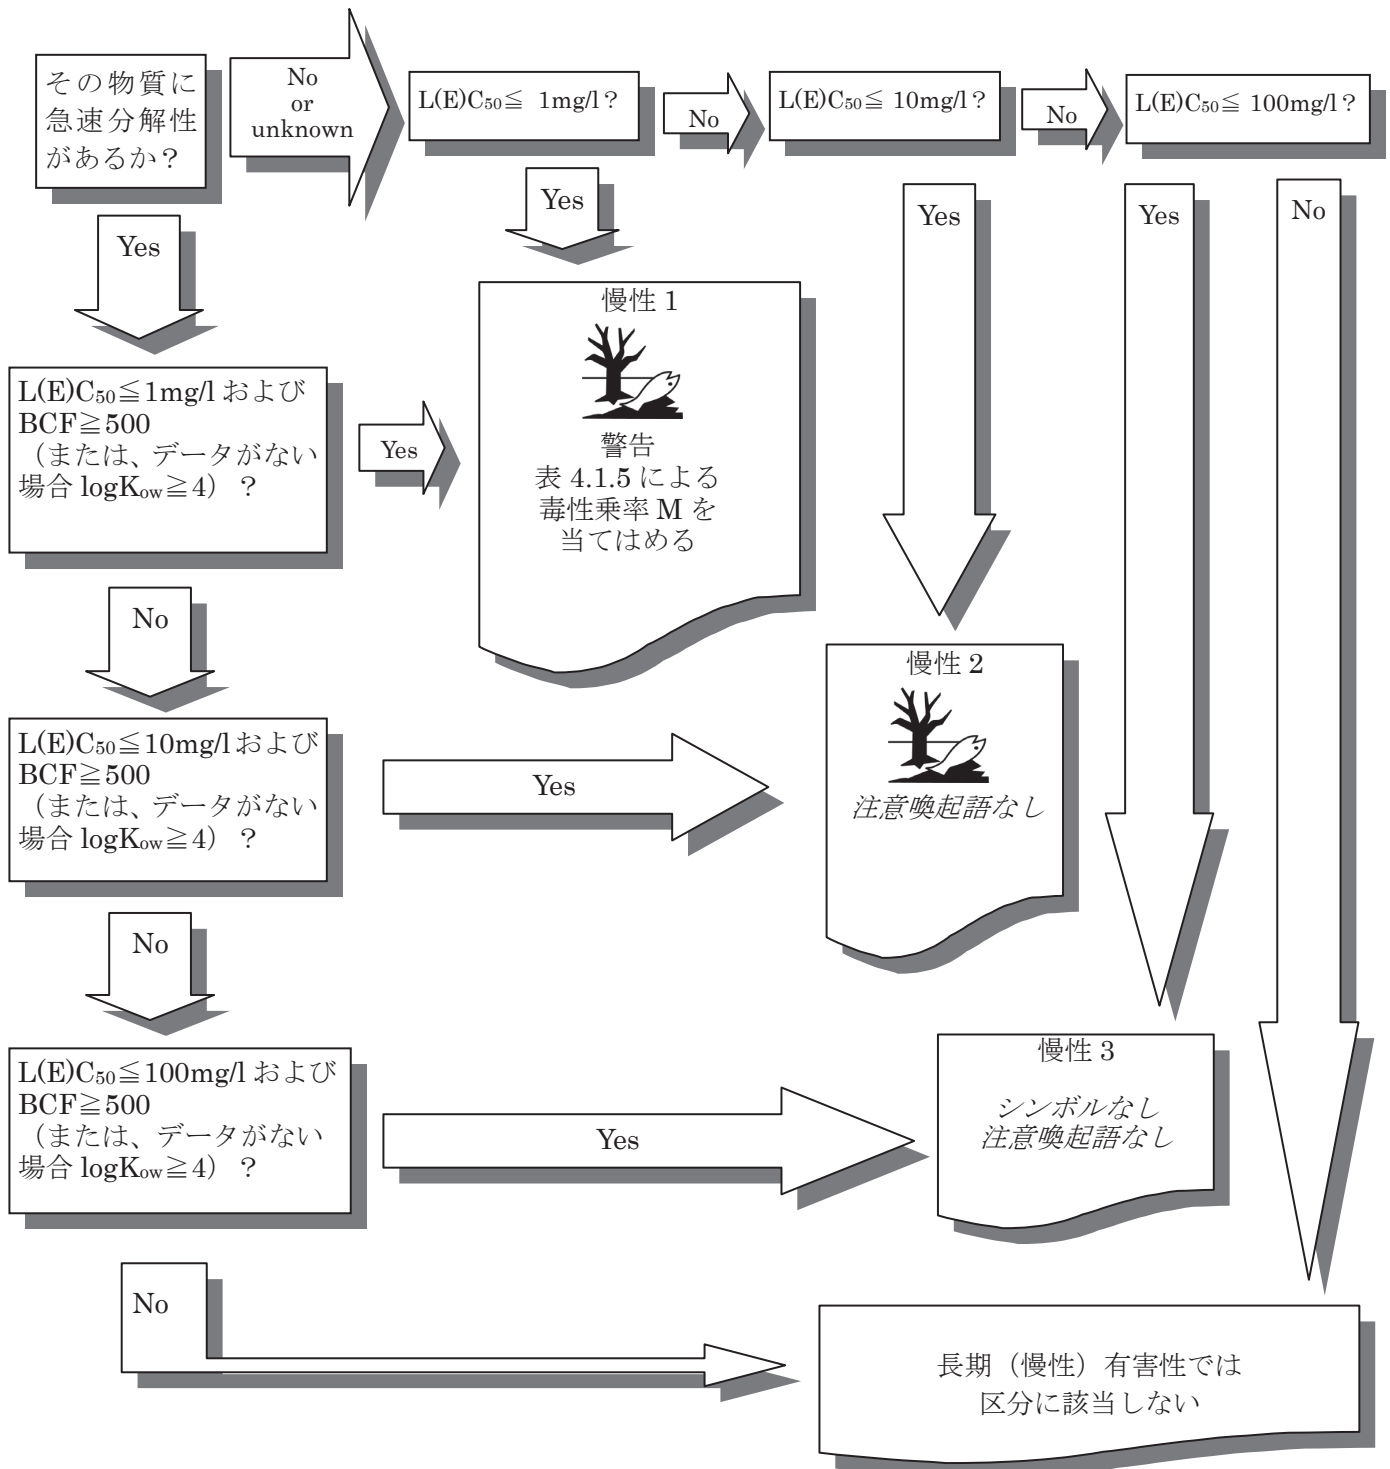 その物質に
急速分解性
があるか？
No
or
unknown
L(E)C₅₀≦ 1mg/l？
No
L(E)C₅₀≦ 10mg/l？
No
L(E)C₅₀≦ 100mg/l？
Yes
Yes
Yes
Yes
No
慢性 1
警告
表 4.1.5 による
毒性乗率 M を
当てはめる
L(E)C₅₀≦1mg/l および
BCF≧500
（または、データがない
場合 logKow≧4）？
Yes
No
慢性 2
注意喚起語なし
L(E)C₅₀≦10mg/l および
BCF≧500
（または、データがない
場合 logKow≧4）？
Yes
No
慢性 3
シンボルなし
注意喚起語なし
L(E)C₅₀≦100mg/l および
BCF≧500
（または、データがない
場合 logKow≧4）？
Yes
No
長期（慢性）有害性では
区分に該当しない